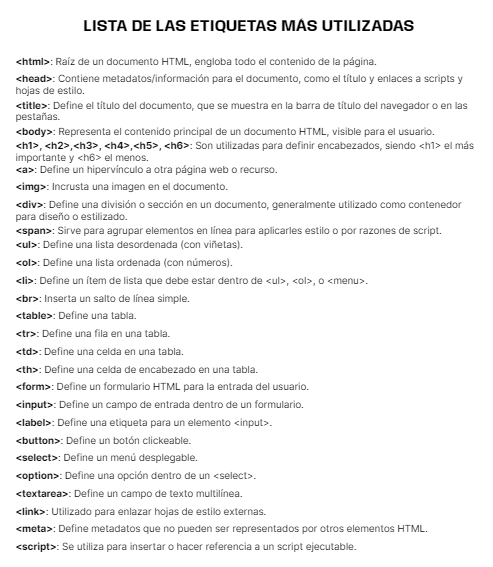 LISTA DE LAS ETIQUETAS MÁS UTILIZADAS
<html>: Raíz de un documento HTML, engloba todo el contenido de la página.
<head>: Contiene metadatos/información para el documento, como el título y enlaces a scripts y
hojas de estilo.
<title>: Define el título del documento, que se muestra en la barra de título del navegador o en las
pestañas.
<body>: Representa el contenido principal de un documento HTML, visible para el usuario.
<h1>, <h2>,<h3>, <h4>,<h5>, <h6>: Son utilizadas para definir encabezados, siendo <h1> el más
importante y <h6> el menos.
<a>: Define un hipervínculo a otra página web o recurso.
<img>: Incrusta una imagen en el documento.
<div>: Define una división o sección en un documento, generalmente utilizado como contenedor
para diseño o estilizado.
<span>: Sirve para agrupar elementos en línea para aplicarles estilo o por razones de script.
<ul>: Define una lista desordenada (con viñetas).
<ol>: Define una lista ordenada (con números).
<li>: Define un ítem de lista que debe estar dentro de <ul>, <ol>, o <menu>.
<br>: Inserta un salto de línea simple.
<table>: Define una tabla.
<tr>: Define una fila en una tabla.
<td>: Define una celda en una tabla.
<th>: Define una celda de encabezado en una tabla.
<form>: Define un formulario HTML para la entrada del usuario.
<input>: Define un campo de entrada dentro de un formulario.
<label>: Define una etiqueta para un elemento <input>.
<button>: Define un botón clickeable.
<select>: Define un menú desplegable.
<option>: Define una opción dentro de un <select>.
<textarea>: Define un campo de texto multilínea.
<link>: Utilizado para enlazar hojas de estilo externas.
<meta>: Define metadatos que no pueden ser representados por otros elementos HTML.
<script>: Se utiliza para insertar o hacer referencia a un script ejecutable.